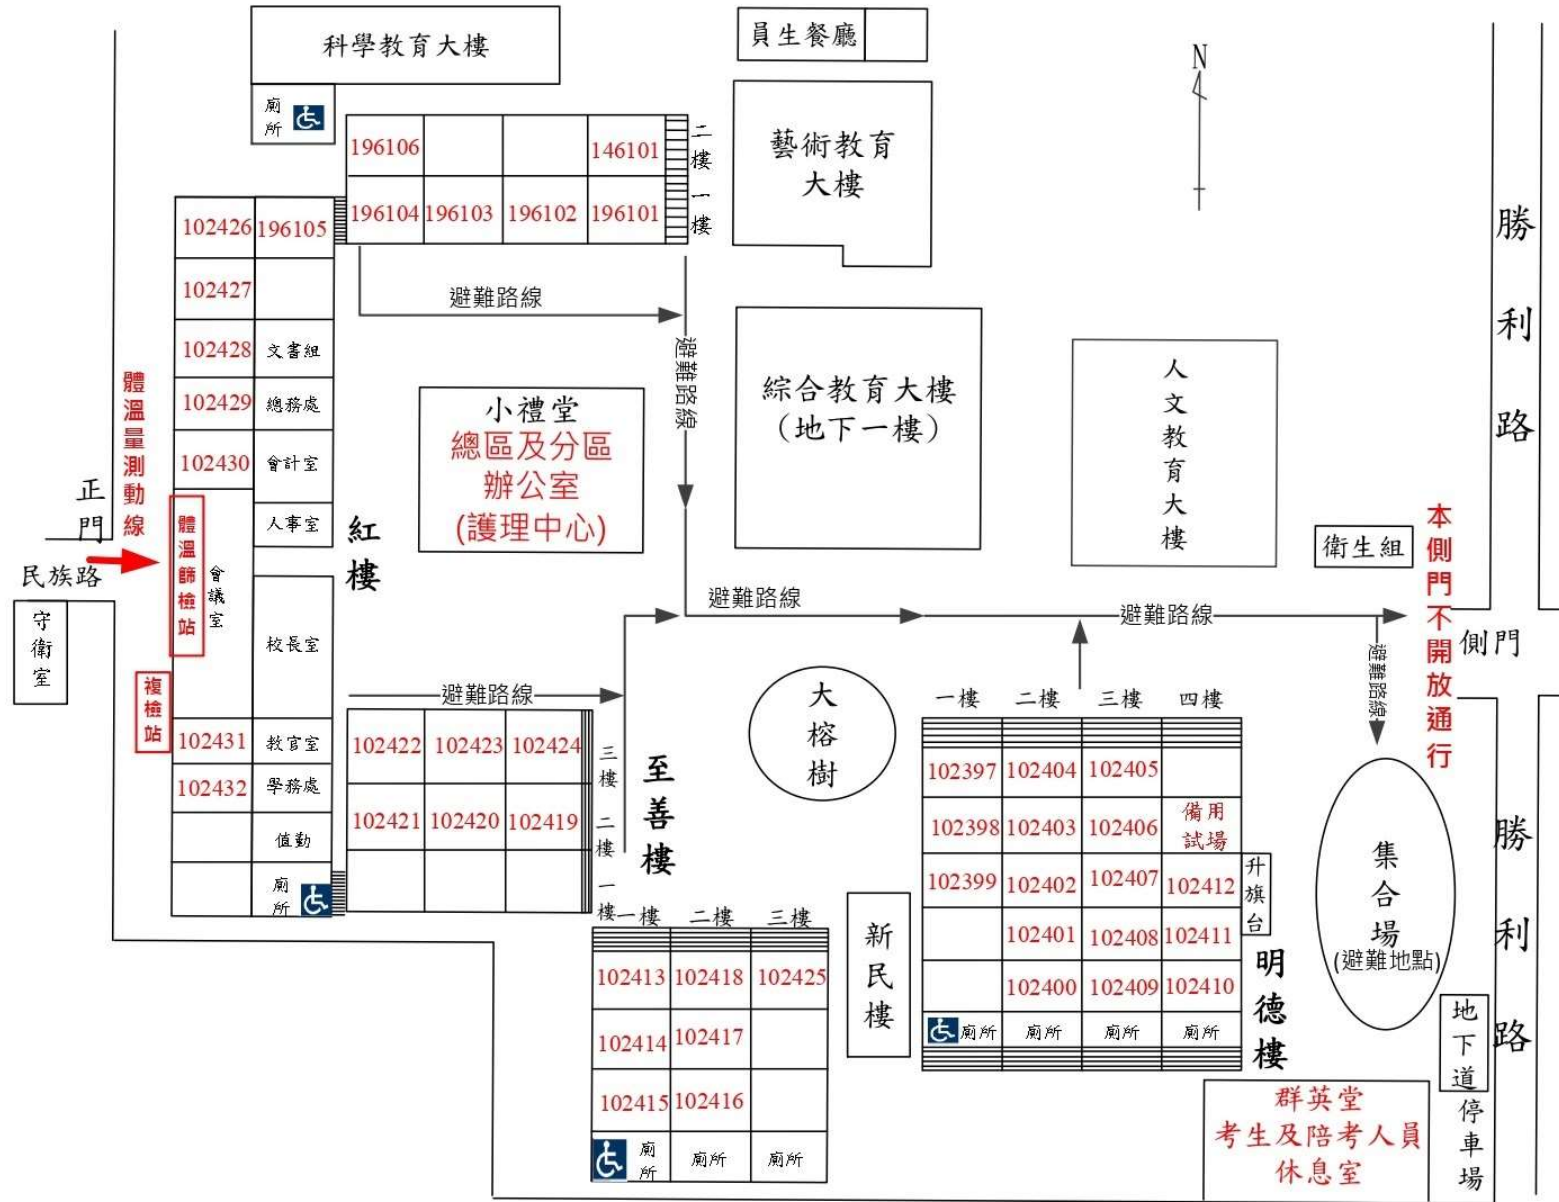 科學教育大樓
員生餐廳
N
廁所
藝術教育
大樓
196106
146101
二樓
196104
196103
196102
196101
一樓
102426
196105
102427
102428
文書組
102429
總務處
102430
會計室
人事室
會議室
校長室
102431
教官室
102432
學務處
值勤
廁所
紅樓
體溫量測動線
體溫篩檢站
複檢站
正門
民族路
守衛室
避難路線
避難路線
小禮堂
總區及分區
辦公室
(護理中心)
綜合教育大樓
(地下一樓)
人文教育大樓
衛生組
本側門不開放通行
勝利路
側門
避難路線
避難路線
避難路線
避難路線
102422
102423
102424
三樓
102421
102420
102419
二樓
一樓
至善樓
大榕樹
一樓
二樓
三樓
102413
102418
102425
102414
102417
102415
102416
廁所
廁所
廁所
新民樓
一樓
二樓
三樓
四樓
102397
102404
102405
102398
102403
102406
備用
試場
102399
102402
102407
102412
102401
102408
102411
102400
102409
102410
廁所
廁所
廁所
廁所
升旗台
明德樓
集合場
(避難地點)
勝利路
地下道
停車場
群英堂
考生及陪考人員
休息室